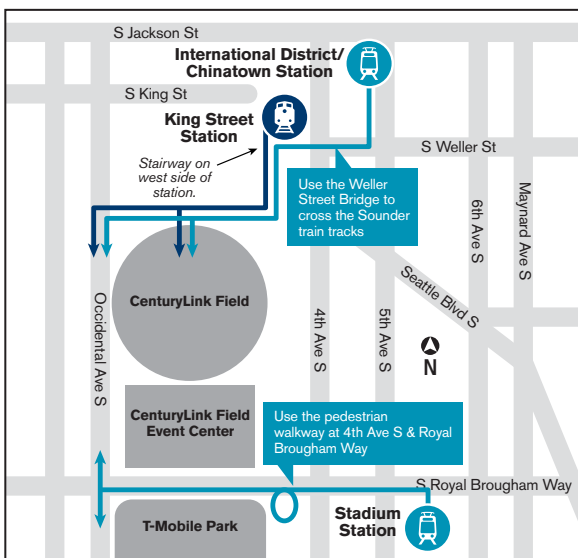 S Jackson St
International District/
Chinatown Station
S King St
King Street
Station
Stairway on
west side of
station.
S Weller St
Use the Weller
Street Bridge to
cross the Sounder
train tracks
6th Ave S
Maynard Ave S
Seattle Blvd S
CenturyLink Field
Occidental Ave S
4th Ave S
5th Ave S
N
CenturyLink Field
Event Center
Use the pedestrian
walkway at 4th Ave S & Royal
Brougham Way
S Royal Brougham Way
T-Mobile Park
Stadium
Station